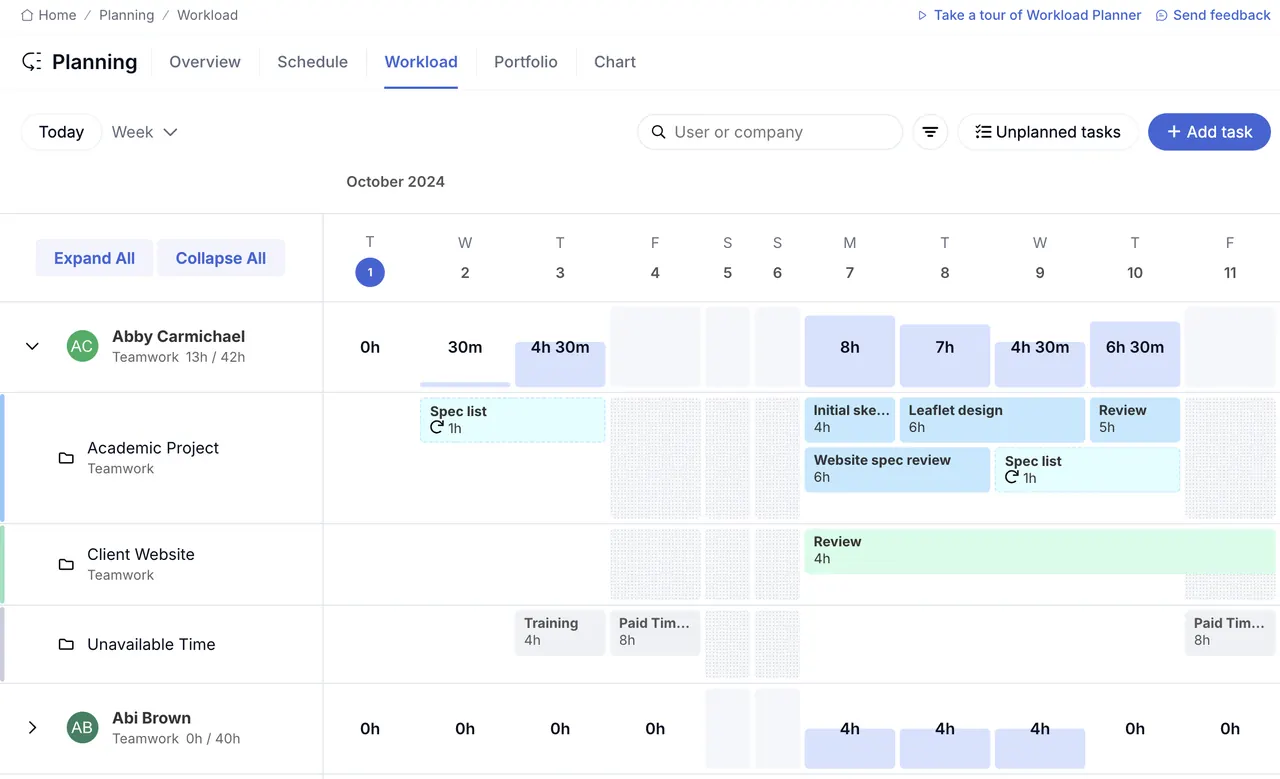 Home / Planning / Workload
Take a tour of Workload Planner
Send feedback
Planning
Overview
Schedule
Workload
Portfolio
Chart
Today
Week
User or company
Unplanned tasks
+ Add task
October 2024
Expand All
Collapse All
T W T F S S M T W T F
1 2 3 4 5 6 7 8 9 10 11
AC
Abby Carmichael
Teamwork 13h / 42h
0h 30m 4h 30m 8h 7h 4h 30m 6h 30m
Academic Project
Teamwork
Spec list
1h
Initial ske...
4h
Leaflet design
6h
Review
5h
Website spec review
6h
Spec list
1h
Client Website
Teamwork
Review
4h
Unavailable Time
Training
4h
Paid Tim...
8h
Paid Tim...
8h
AB
Abi Brown
Teamwork 0h / 40h
0h 0h 0h 0h 4h 4h 4h 0h 0h